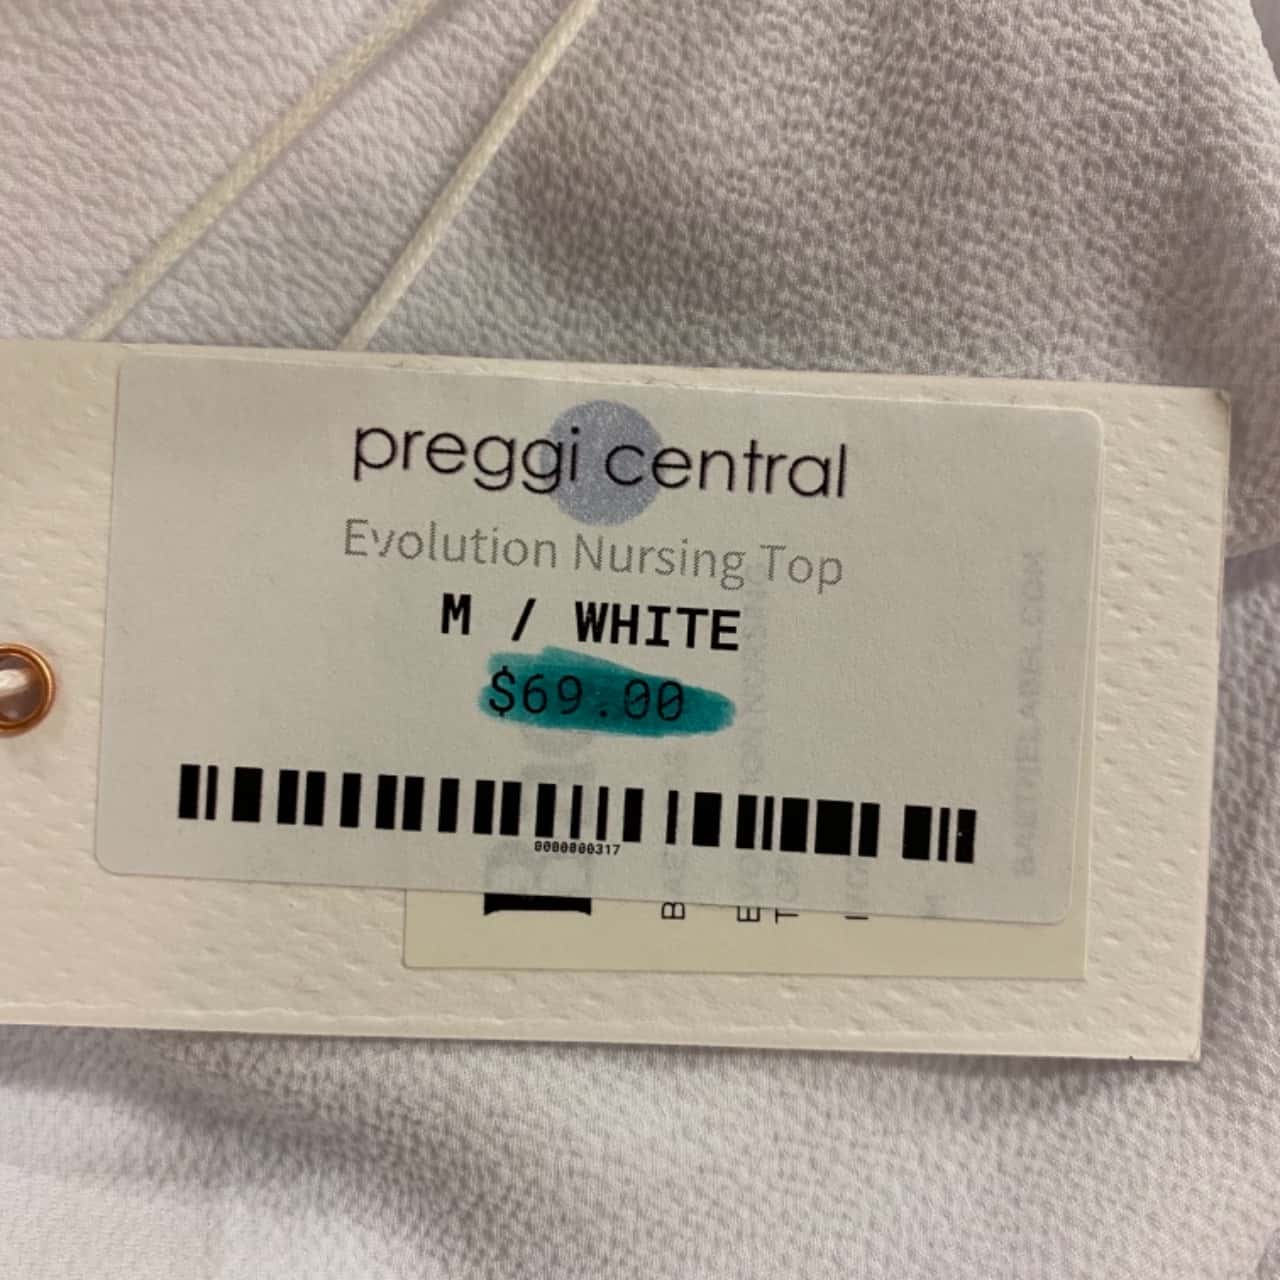 preggi central
Evolution Nursing Top
M / WHITE
$69.00
0000000317